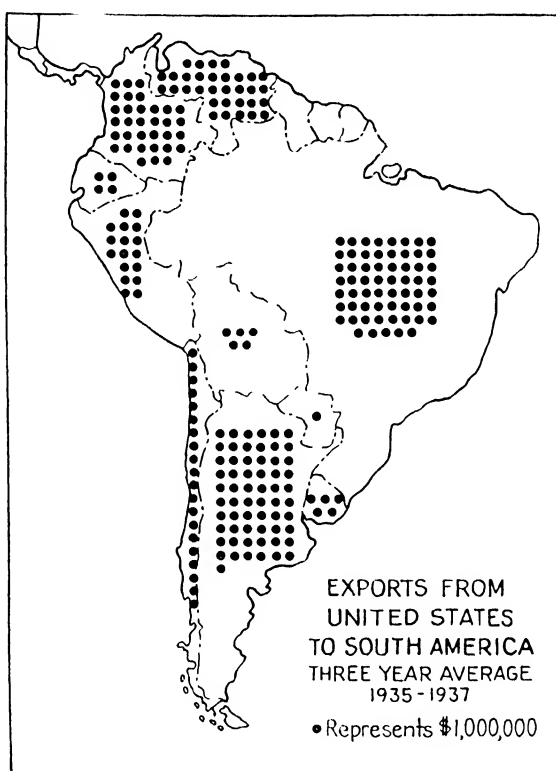 EXPORTS FROM
UNITED STATES
TO SOUTH AMERICA
THREE YEAR AVERAGE
1935-1937
Represents $1,000,000